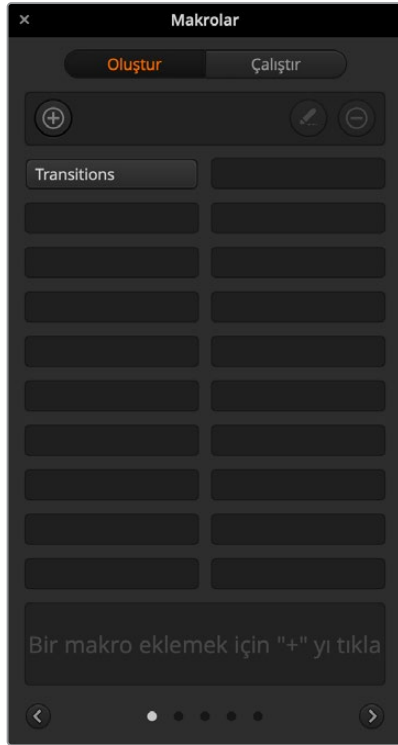 Makrolar
Oluştur Çalıştır
Transitions
Bir makro eklemek için "+" yı tıkla